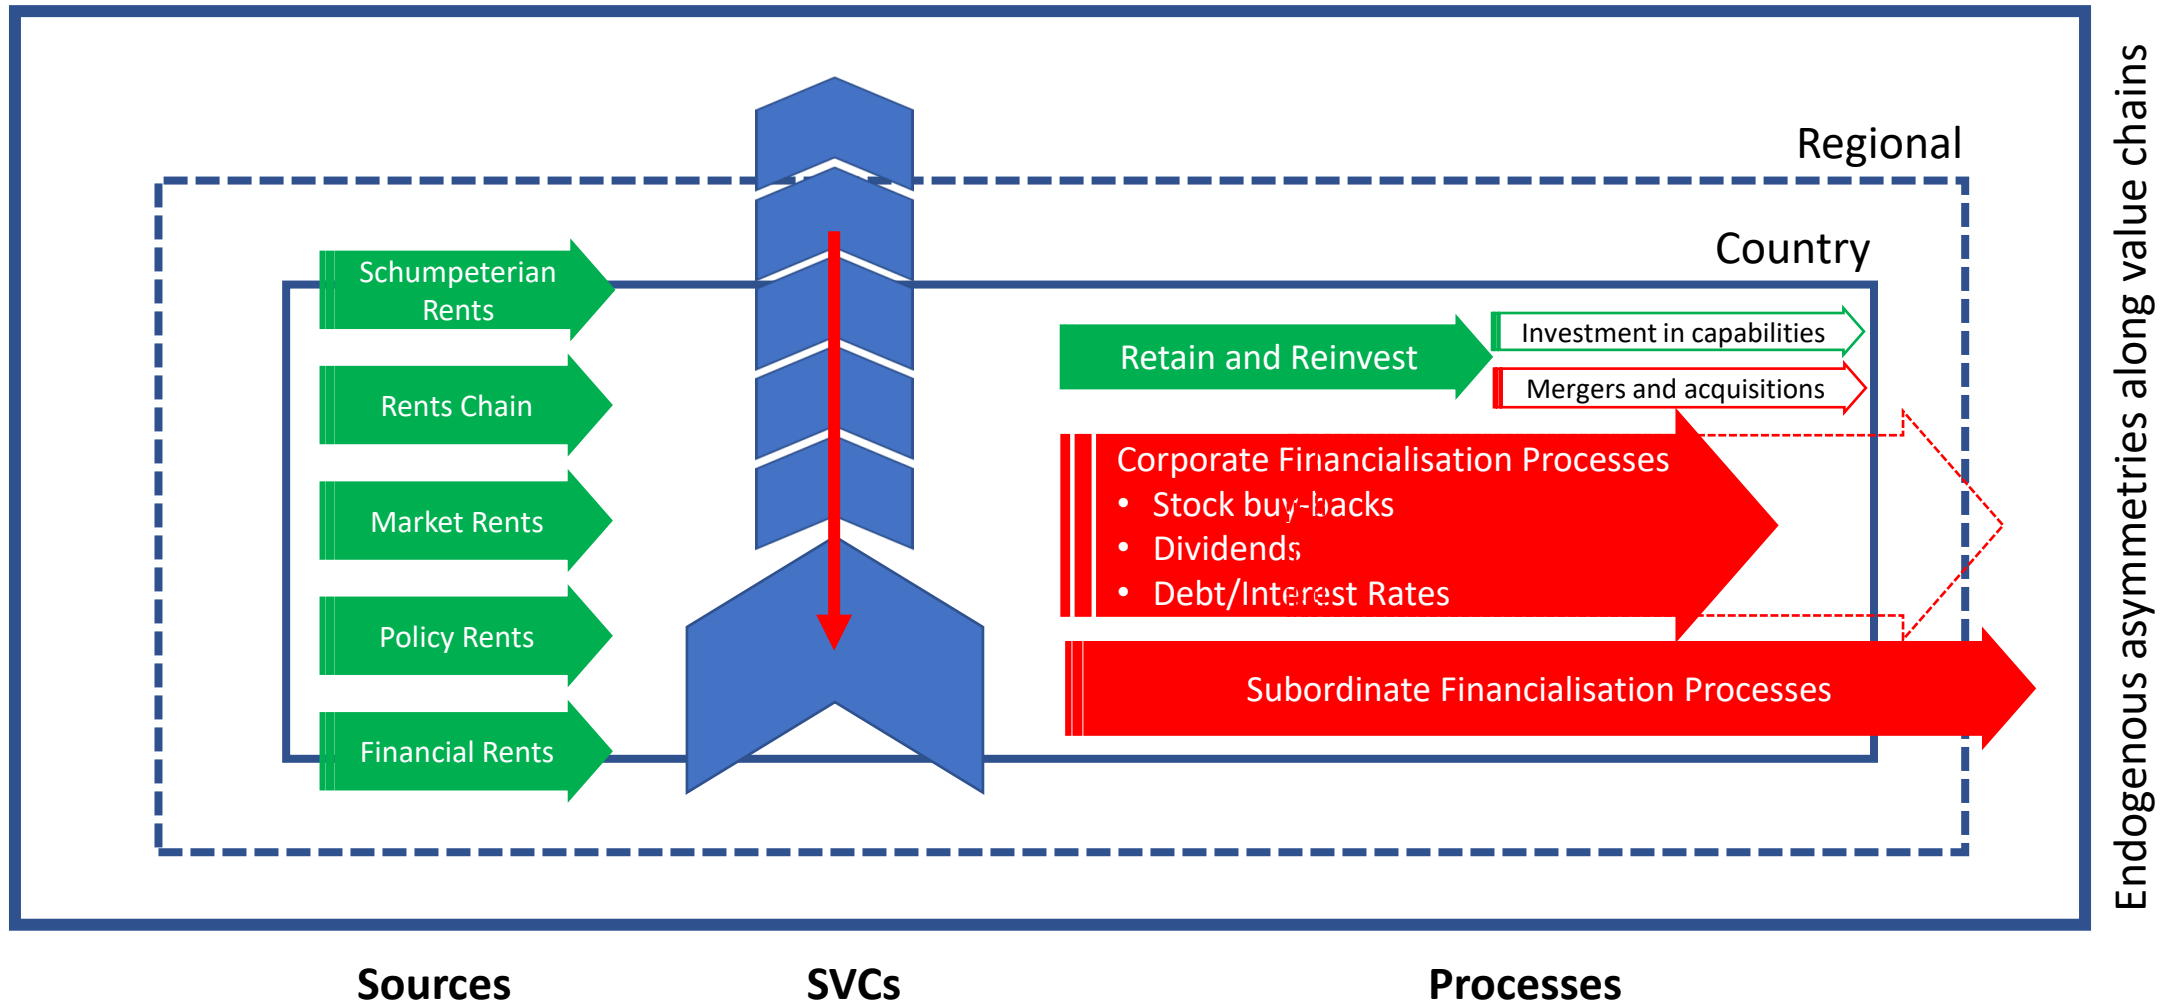 Regional
Country
Schumpeterian
Rents
Rents Chain
Market Rents
Policy Rents
Financial Rents
Retain and Reinvest
Investment in capabilities
Mergers and acquisitions
Corporate Financialisation Processes
• Stock buy-backs
• Dividends
• Debt/Interest Rates
Subordinate Financialisation Processes
Endogenous asymmetries along value chains
Sources
SVCs
Processes